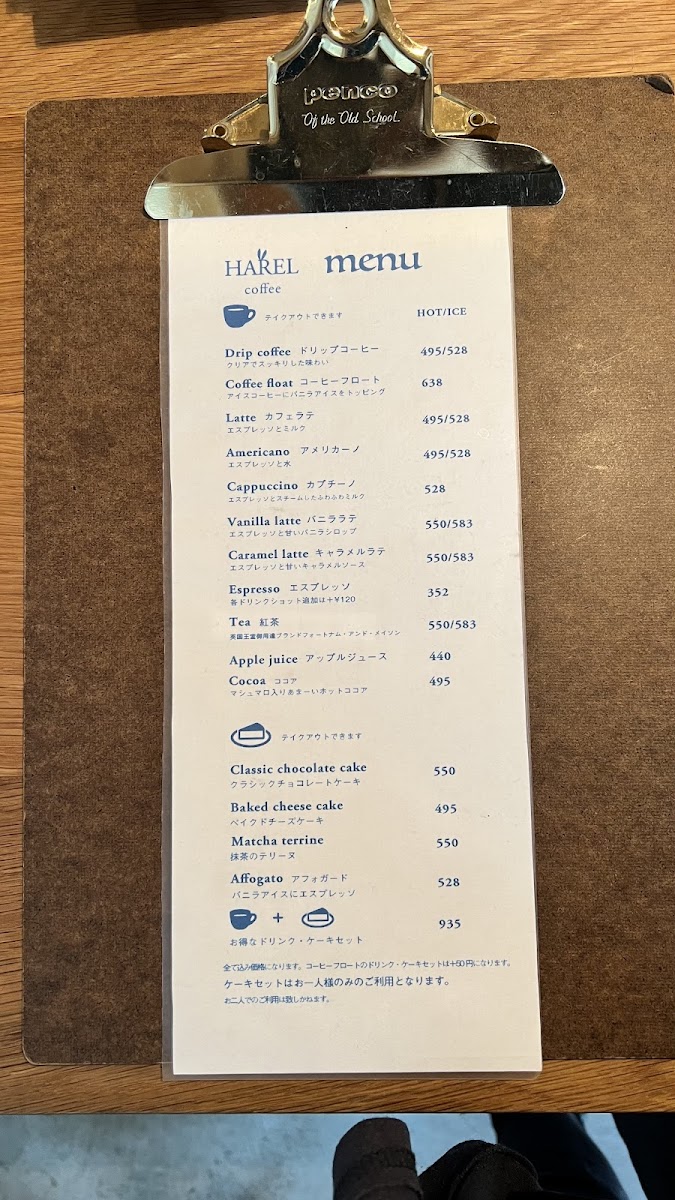 penco
Of the Old School.
HAREL menu
coffee
テイクアウトできます HOT/ICE
Drip coffee ドリップコーヒー 495/528
クリアでスッキリした味わい
Coffee float コーヒーフロート 638
アイスコーヒーにバニラアイスをトッピング
Latte カフェラテ 495/528
エスプレッソとミルク
Americano アメリカーノ 495/528
エスプレッソと水
Cappuccino カプチーノ 528
エスプレッソとスチームしたふわふわミルク
Vanilla latte バニララテ 550/583
エスプレッソと甘いバニラシロップ
Caramel latte キャラメルラテ 550/583
エスプレッソと甘いキャラメルソース
Espresso エスプレッソ 352
各ドリンクショット追加は+¥120
Tea 紅茶 550/583
英国王室御用達ブランドフォートナム・アンド・メイソン
Apple juice アップルジュース 440
Cocoa ココア 495
マシュマロ入りあまーいホットココア
テイクアウトできます
Classic chocolate cake 550
クラシックチョコレートケーキ
Baked cheese cake 495
ベイクドチーズケーキ
Matcha terrine 550
抹茶のテリーヌ
Affogato アフォガード 528
バニラアイスにエスプレッソ
+ 935
お得なドリンク・ケーキセット
全て込み価格になります。コーヒーフロートのドリンク・ケーキセットは+50円になります。
ケーキセットはお一人様のみのご利用となります。
お二人でのご利用は致しかねます。